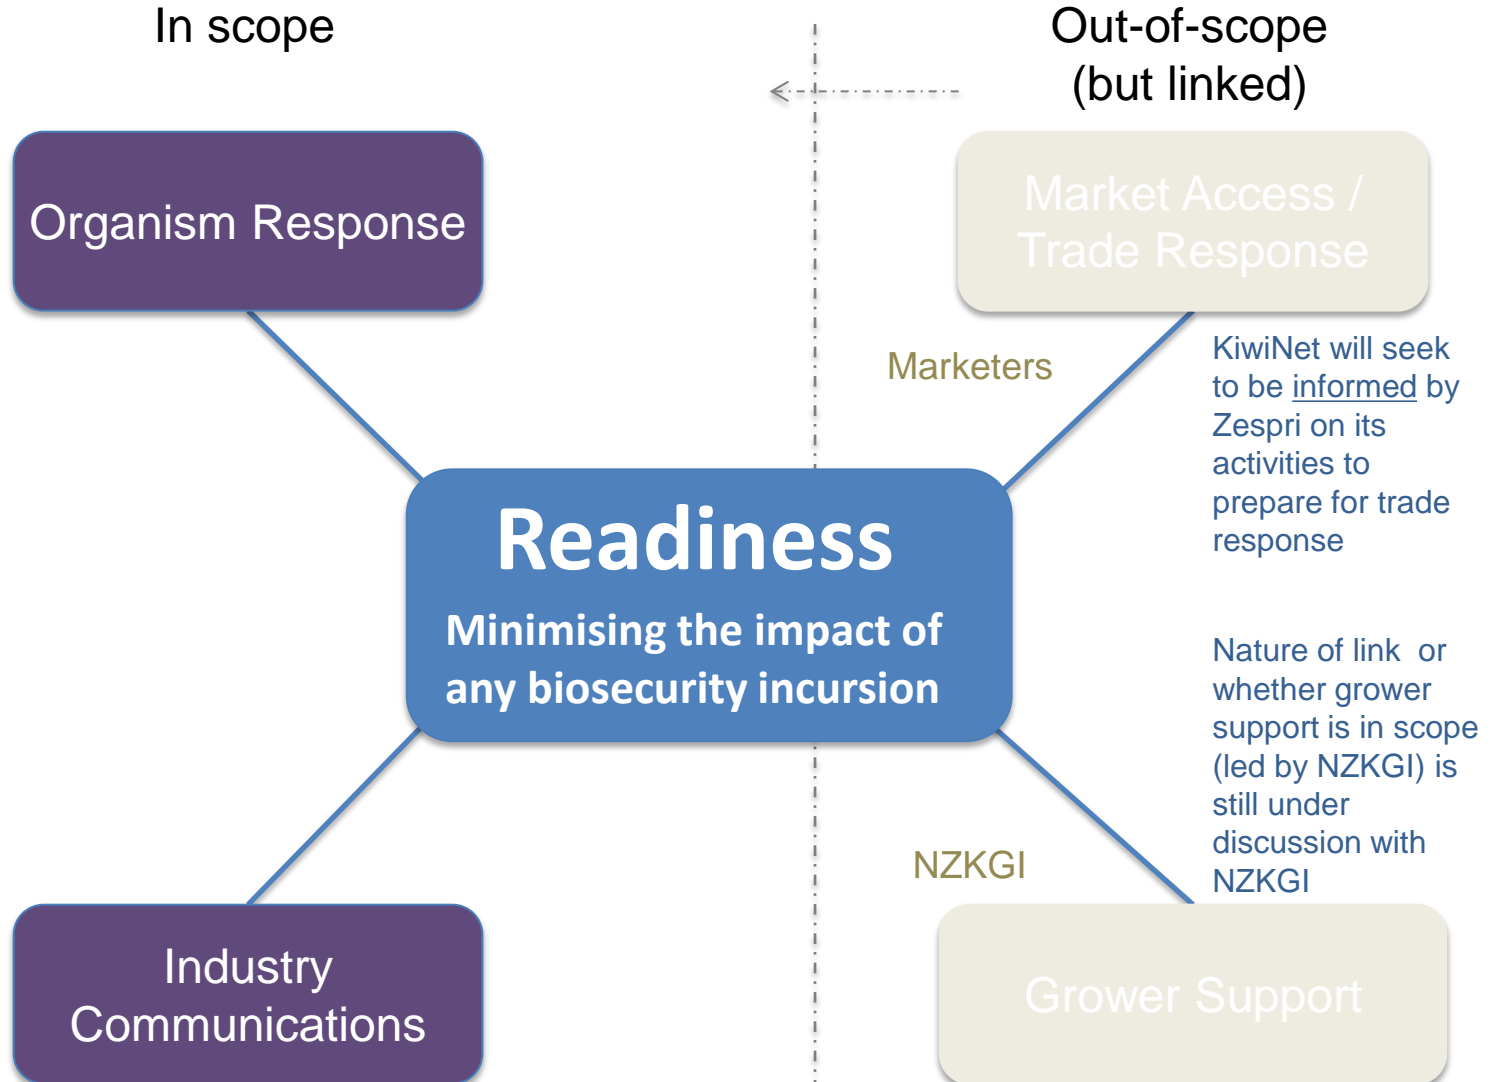 In scope
Out-of-scope
(but linked)
Organism Response
Market Access /
Trade Response
Marketers
KiwiNet will seek
to be informed by
Zespri on its
activities to
prepare for trade
response
Readiness
Minimising the impact of
any biosecurity incursion
Nature of link  or
whether grower
support is in scope
(led by NZKGI) is
still under
discussion with
NZKGI
NZKGI
Industry
Communications
Grower Support